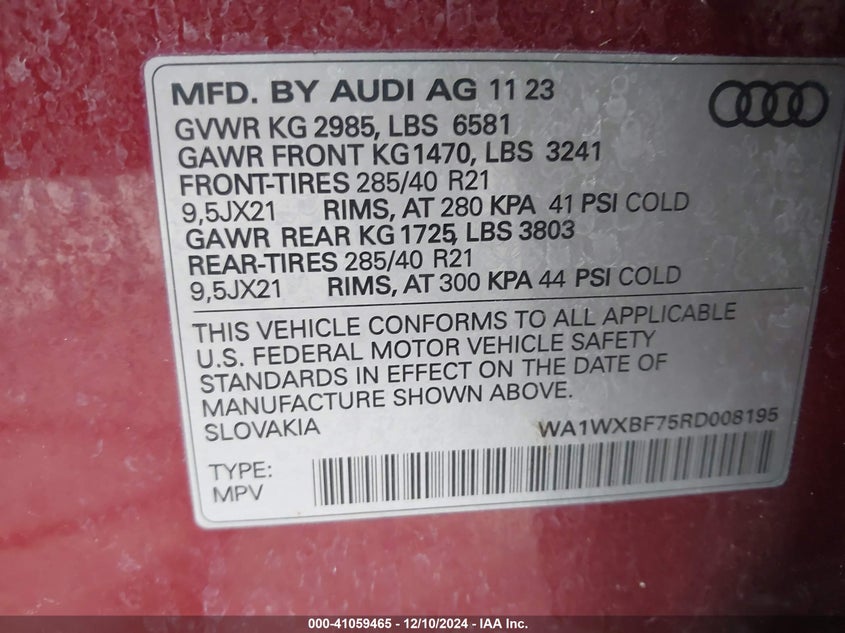 MFD. BY AUDI AG 11 23
GVWR KG 2985, LBS 6581
GAWR FRONT KG1470, LBS 3241
FRONT-TIRES 285/40 R21
9,5JX21 RIMS, AT 280 KPA 41 PSI COLD
GAWR REAR KG1725, LBS 3803
REAR-TIRES 285/40 R21
9,5JX21 RIMS, AT 300 KPA 44 PSI COLD
THIS VEHICLE CONFORMS TO ALL APPLICABLE
U.S. FEDERAL MOTOR VEHICLE SAFETY
STANDARDS IN EFFECT ON THE DATE OF
MANUFACTURE SHOWN ABOVE.
SLOVAKIA WA1WXBF75RD008195
TYPE:
MPV
000-41059465 - 12/10/2024 - IAA Inc.